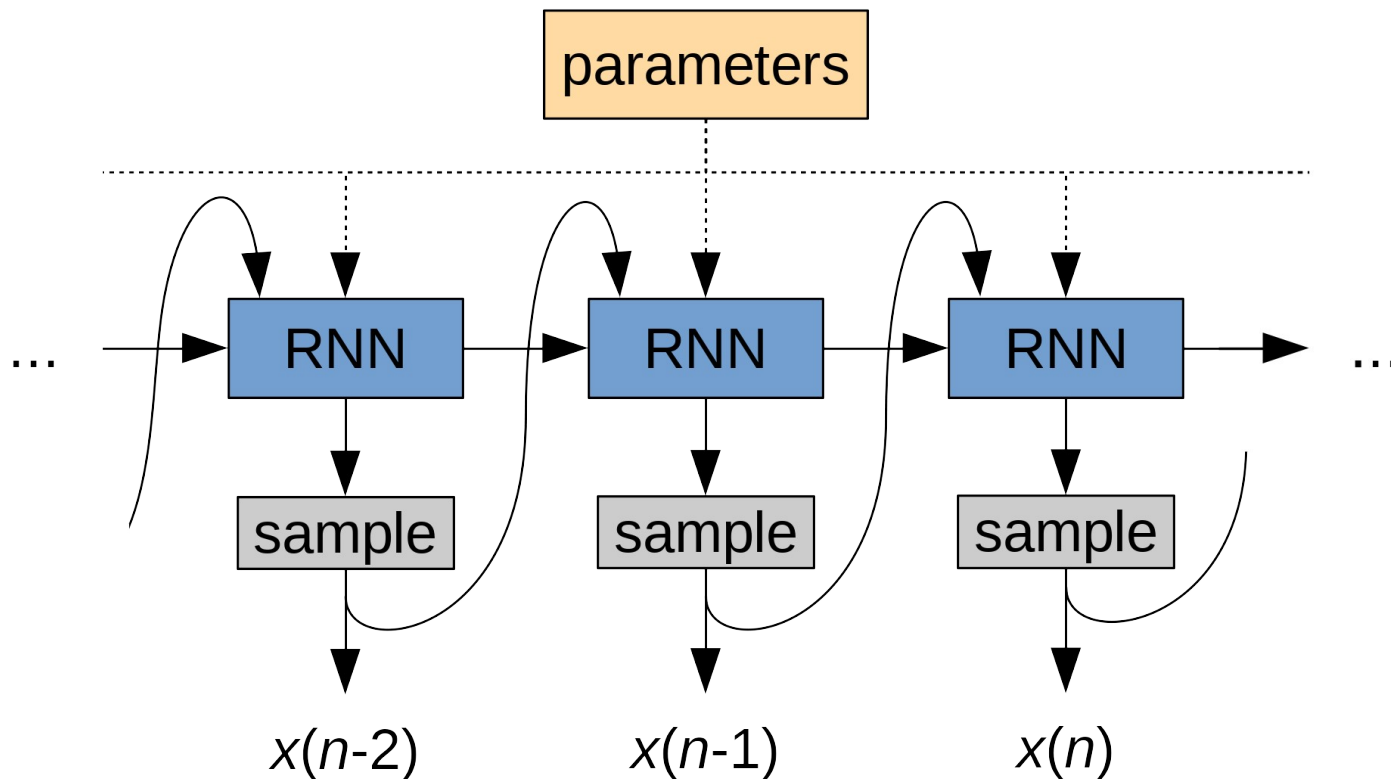 parameters
... RNN RNN RNN ...
sample sample sample
x(n-2) x(n-1) x(n)